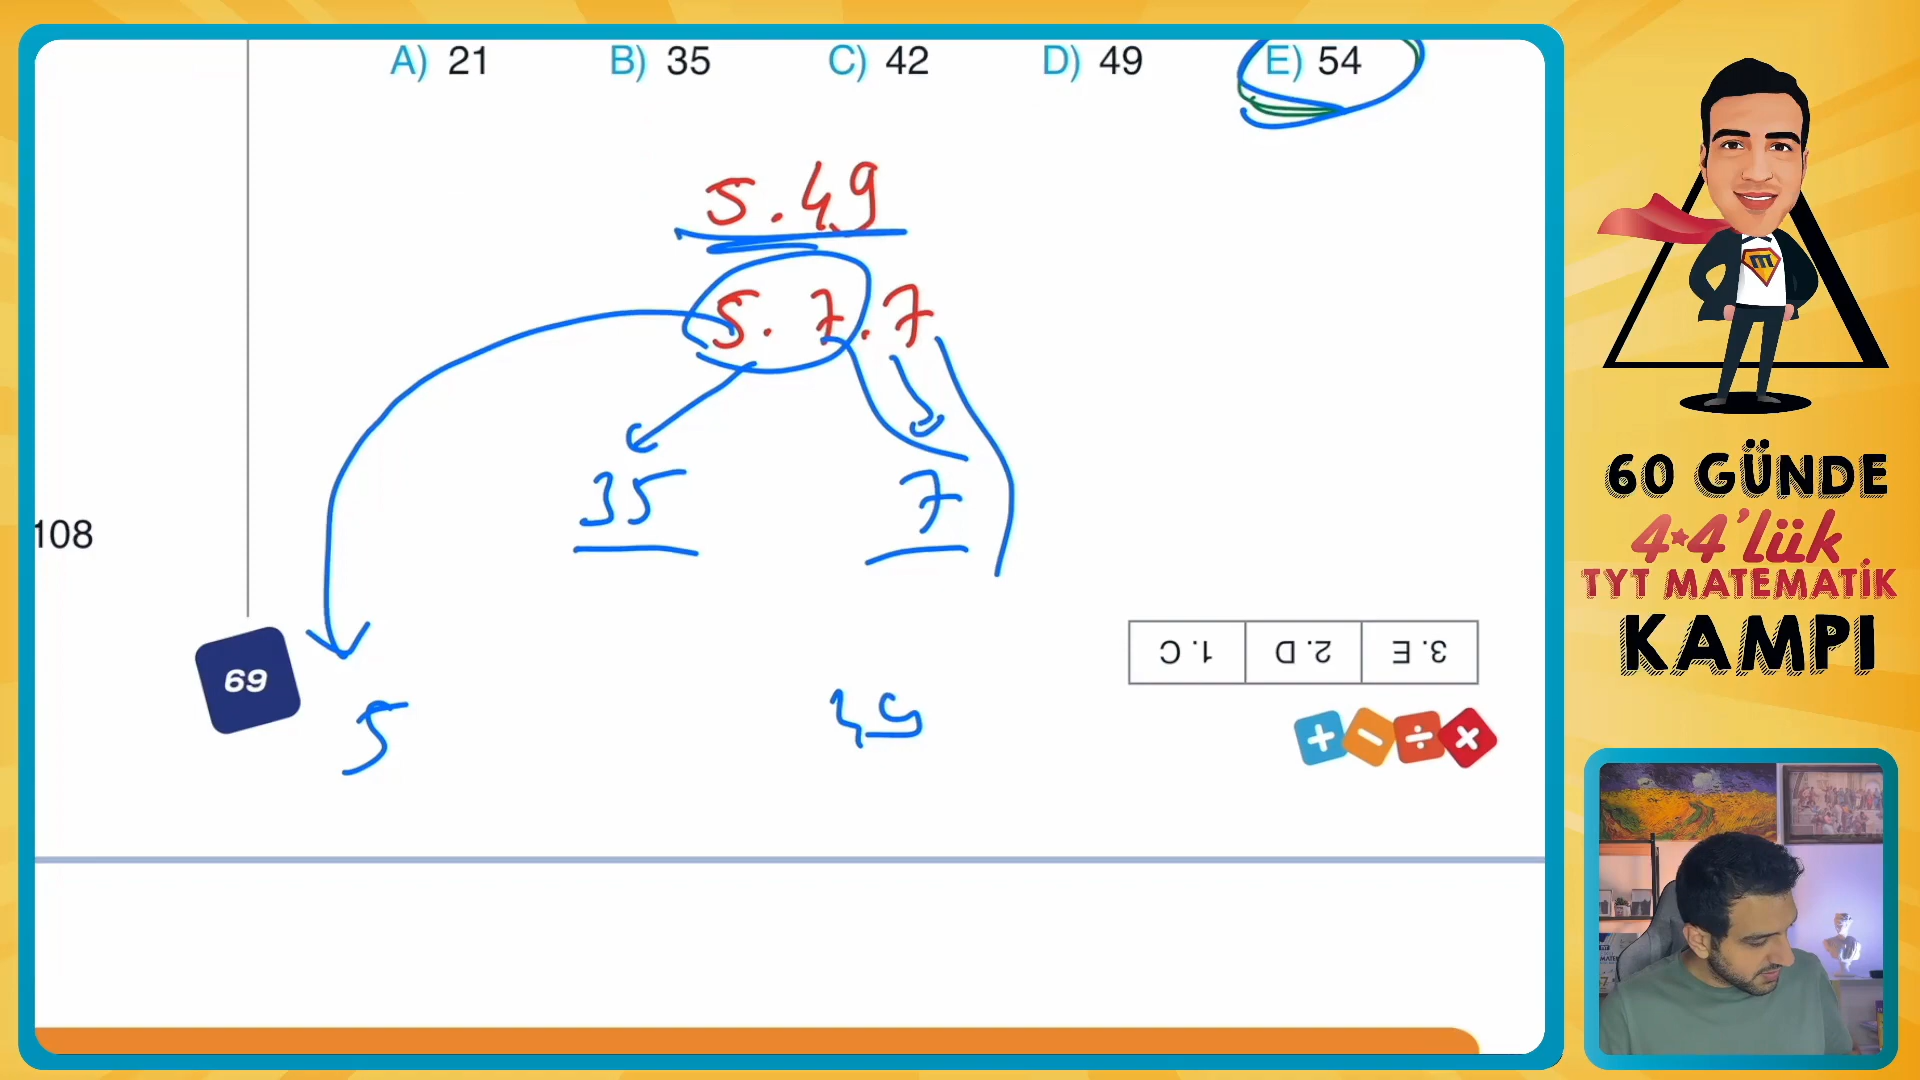 A) 21 B) 35 C) 42 D) 49 E) 54
5.49
5.7.7
35 7
108
1. C 2. D 3. E
69
5 49
60 GÜNDE
4★4'lük
TYT MATEMATİK
KAMPI